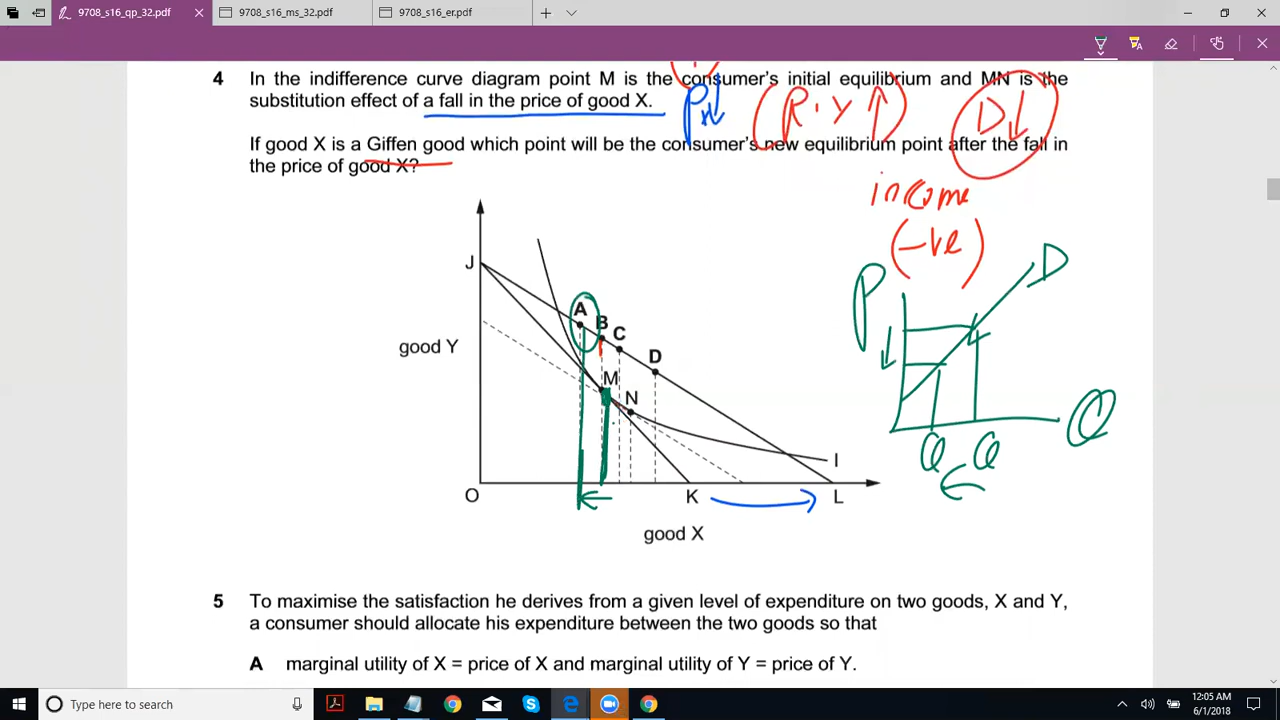 9708_s16_qp_32.pdf
9708_s16_ms_32.pdf
9708_s16_er.pdf
4 In the indifference curve diagram point M is the consumer's initial equilibrium and MN is the
substitution effect of a fall in the price of good X.
Px↓ (R.Y↑) D↓
If good X is a Giffen good which point will be the consumer's new equilibrium point after the fall in
the price of good X?
income
(-ve)
J
A
B
C
D
good Y
M
N
I
O
K
L
good X
P
D
Q
Q
Q
5 To maximise the satisfaction he derives from a given level of expenditure on two goods, X and Y,
a consumer should allocate his expenditure between the two goods so that
A marginal utility of X = price of X and marginal utility of Y = price of Y.
Type here to search
12:05 AM
6/1/2018